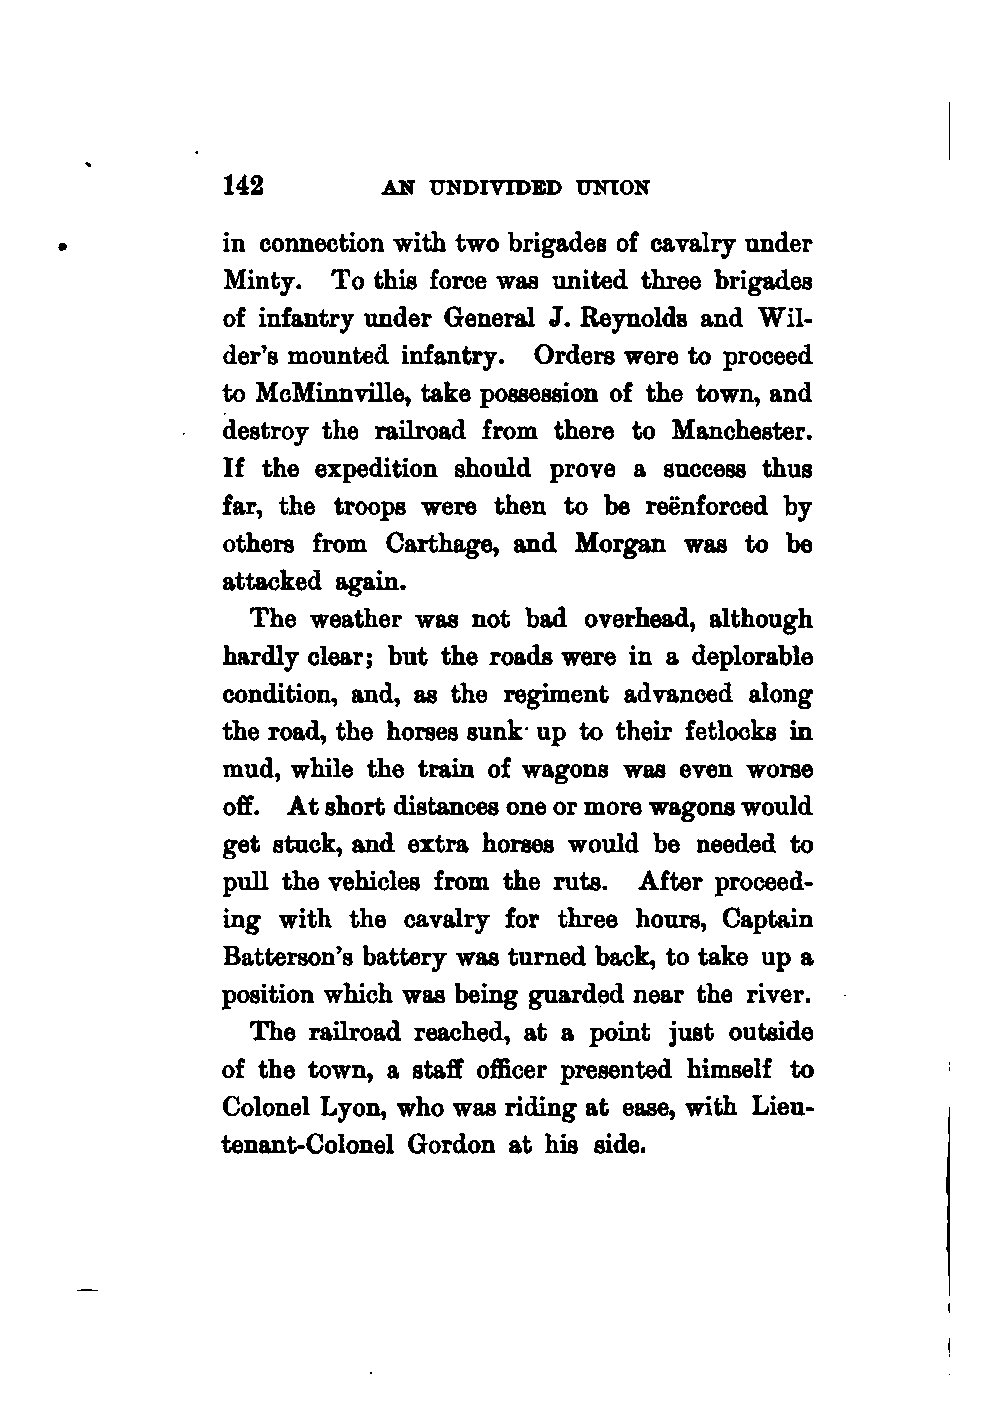 142 AN UNDIVIDED UNION
in connection with two brigades of cavalry under
Minty. To this force was united three brigades
of infantry under General J. Reynolds and Wil-
der's mounted infantry. Orders were to proceed
to McMinnville, take possession of the town, and
destroy the railroad from there to Manchester.
If the expedition should prove a success thus
far, the troops were then to be reënforced by
others from Carthage, and Morgan was to be
attacked again.
The weather was not bad overhead, although
hardly clear; but the roads were in a deplorable
condition, and, as the regiment advanced along
the road, the horses sunk up to their fetlocks in
mud, while the train of wagons was even worse
off. At short distances one or more wagons would
get stuck, and extra horses would be needed to
pull the vehicles from the ruts. After proceed-
ing with the cavalry for three hours, Captain
Batterson's battery was turned back, to take up a
position which was being guarded near the river.
The railroad reached, at a point just outside
of the town, a staff officer presented himself to
Colonel Lyon, who was riding at ease, with Lieu-
tenant-Colonel Gordon at his side.